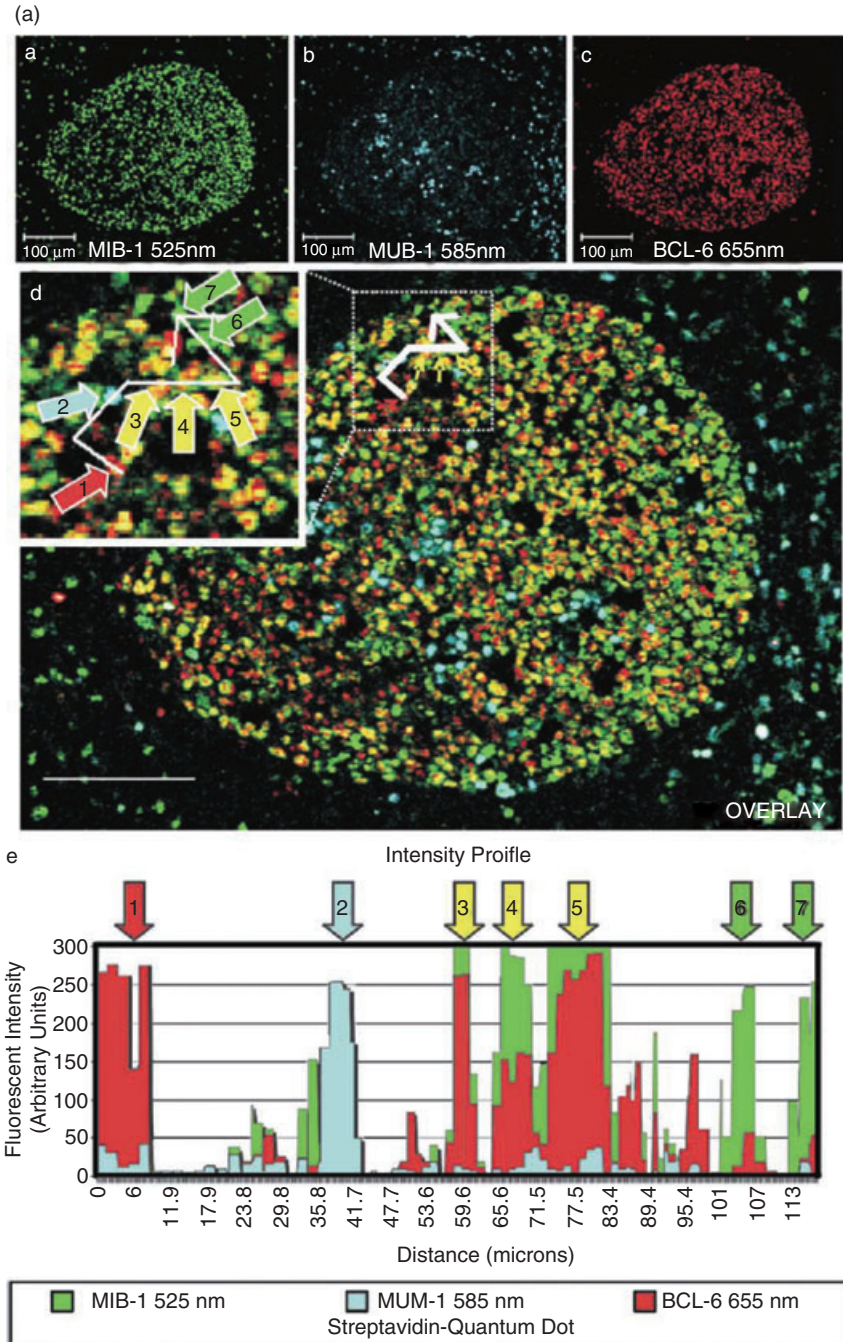 (a)
a
100 μm
MIB-1 525nm
b
100 μm
MUB-1 585nm
c
100 μm
BCL-6 655nm
d
7
6
2
3
4
5
1
OVERLAY
e
Intensity Proifle
1
2
3
4
5
6
7
Fluorescent Intensity
(Arbitrary Units)
300
250
200
150
100
50
0
0 6 11.9 17.9 23.8 29.8 35.8 41.7 47.7 53.6 59.6 65.6 71.5 77.5 83.4 89.4 95.4 101 107 113
Distance (microns)
MIB-1 525 nm MUM-1 585 nm BCL-6 655 nm
Streptavidin-Quantum Dot